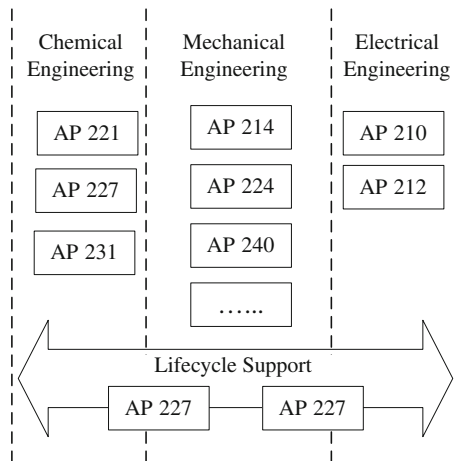 Chemical
Engineering
Mechanical
Engineering
Electrical
Engineering
AP 221
AP 227
AP 231
AP 214
AP 224
AP 240
…...
AP 210
AP 212
Lifecycle Support
AP 227
AP 227